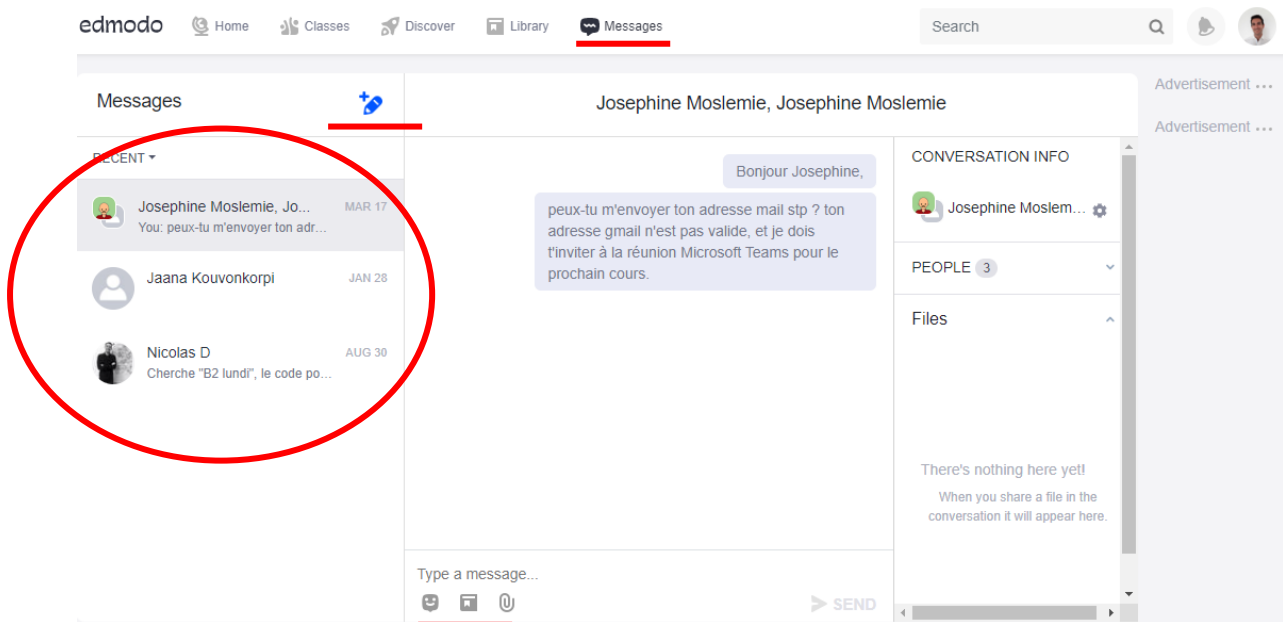 edmodo Home Classes Discover Library Messages Search
Advertisement ...
Advertisement ...
Messages
RECENT
Josephine Moslemie, Jo... MAR 17
You: peux-tu m'envoyer ton adr...
Jaana Kouvonkorpi JAN 28
Nicolas D AUG 30
Cherche "B2 lundi", le code po...
Josephine Moslemie, Josephine Moslemie
Bonjour Josephine,
peux-tu m'envoyer ton adresse mail stp ? ton
adresse gmail n'est pas valide, et je dois
t'inviter à la réunion Microsoft Teams pour le
prochain cours.
Type a message...
SEND
CONVERSATION INFO
Josephine Moslem...
PEOPLE 3
Files
There's nothing here yet!
When you share a file in the
conversation it will appear here.